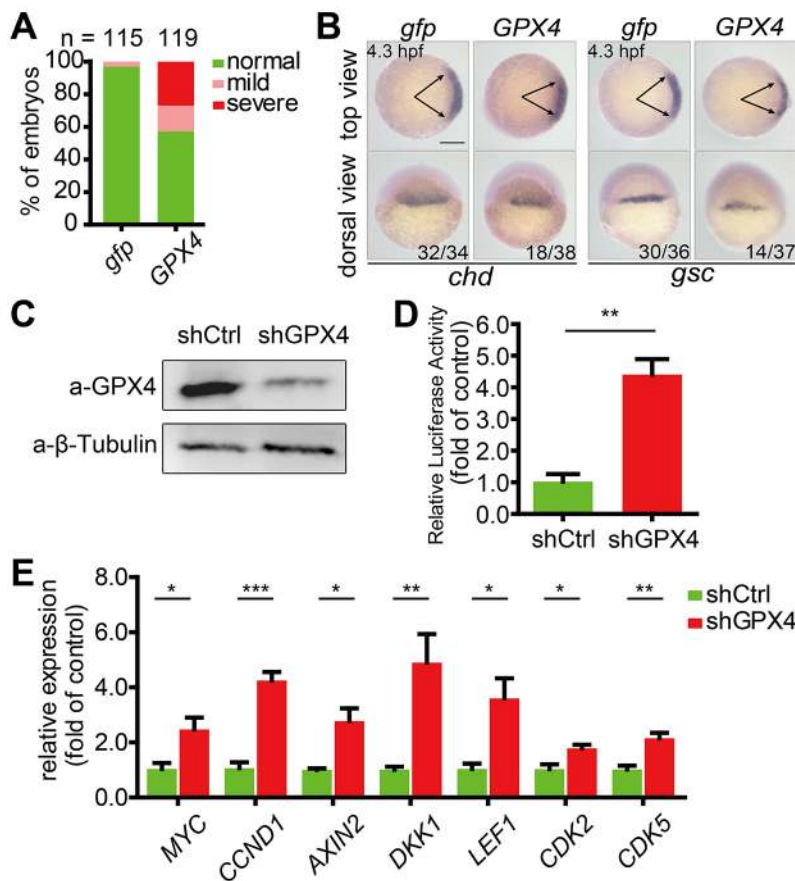 A
n = 115 119
normal
mild
severe
% of embryos
100
80
60
40
20
0
gfp
GPX4
B
gfp GPX4 gfp GPX4
4.3 hpf 4.3 hpf
top view
dorsal view
32/34 18/38 30/36 14/37
chd gsc
C
shCtrl shGPX4
a-GPX4
a-β-Tubulin
D
Relative Luciferase Activity
(fold of control)
6.0
5.0
4.0
3.0
2.0
1.0
0.0
**
shCtrl shGPX4
E
relative expression
(fold of control)
8.0
6.0
4.0
2.0
0.0
* *** * ** * * **
shCtrl
shGPX4
MYC
CCND1
AXIN2
DKK1
LEF1
CDK2
CDK5